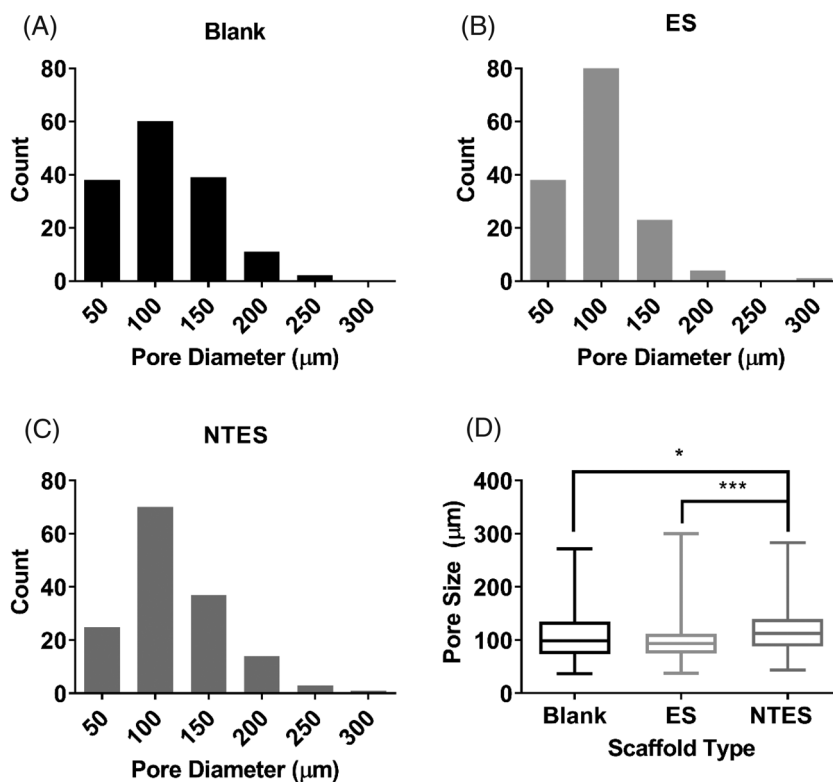 (A)
Blank
80
60
40
20
0
Count
50 100 150 200 250 300
Pore Diameter (μm)
(B)
ES
80
60
40
20
0
Count
50 100 150 200 250 300
Pore Diameter (μm)
(C)
NTES
80
60
40
20
0
Count
50 100 150 200 250 300
Pore Diameter (μm)
(D)
*
***
400
300
200
100
0
Pore Size (μm)
Blank ES NTES
Scaffold Type